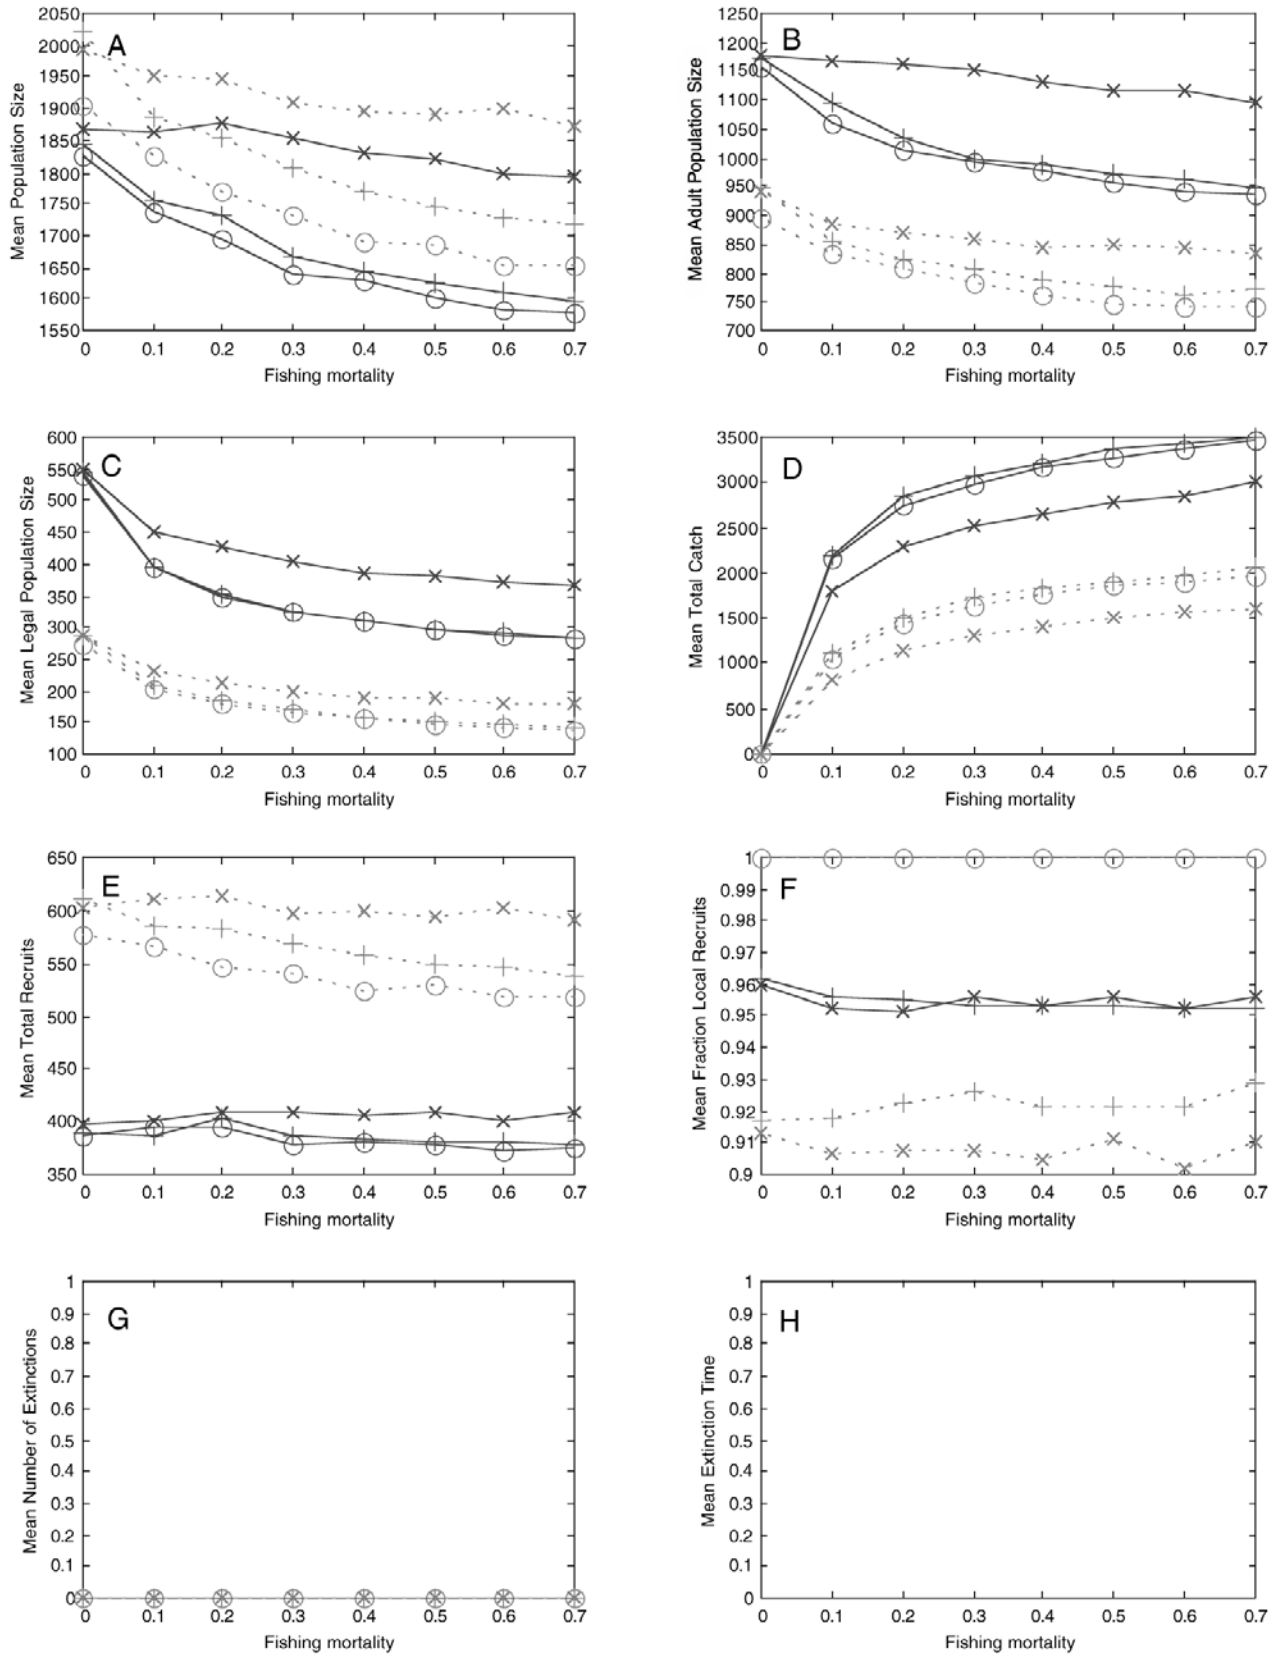 A
Mean Population Size
2050
2000
1950
1900
1850
1800
1750
1700
1650
1600
1550
0 0.1 0.2 0.3 0.4 0.5 0.6 0.7
Fishing mortality
B
Mean Adult Population Size
1250
1200
1150
1100
1050
1000
950
900
850
800
750
700
0 0.1 0.2 0.3 0.4 0.5 0.6 0.7
Fishing mortality
C
Mean Legal Population Size
600
550
500
450
400
350
300
250
200
150
100
0 0.1 0.2 0.3 0.4 0.5 0.6 0.7
Fishing mortality
D
Mean Total Catch
3500
3000
2500
2000
1500
1000
500
0
0 0.1 0.2 0.3 0.4 0.5 0.6 0.7
Fishing mortality
E
Mean Total Recruits
650
600
550
500
450
400
350
0 0.1 0.2 0.3 0.4 0.5 0.6 0.7
Fishing mortality
F
Mean Fraction Local Recruits
1
0.99
0.98
0.97
0.96
0.95
0.94
0.93
0.92
0.91
0.9
0 0.1 0.2 0.3 0.4 0.5 0.6 0.7
Fishing mortality
G
Mean Number of Extinctions
1
0.9
0.8
0.7
0.6
0.5
0.4
0.3
0.2
0.1
0
0 0.1 0.2 0.3 0.4 0.5 0.6 0.7
Fishing mortality
H
Mean Extinction Time
1
0.9
0.8
0.7
0.6
0.5
0.4
0.3
0.2
0.1
0
0 0.1 0.2 0.3 0.4 0.5 0.6 0.7
Fishing mortality